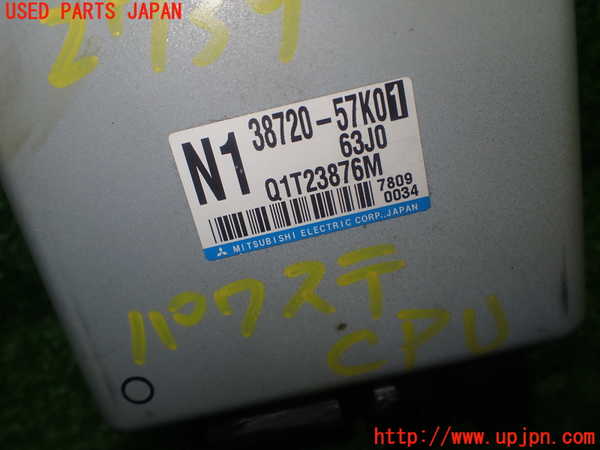 USED PARTS JAPAN
N1
38720-57K01
63J0
Q1T23876M
7809
0034
MITSUBISHI ELECTRIC CORP., JAPAN
パワステ
CPU
http://www.upjpn.com/